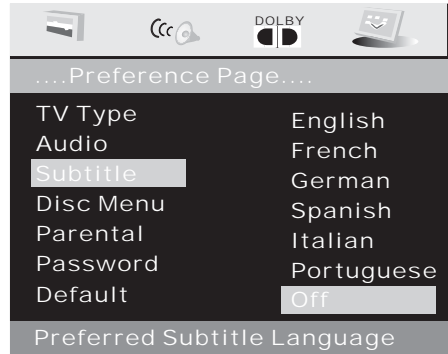 DOLBY
....Preference Page....
TV Type
Audio
Subtitle
Disc Menu
Parental
Password
Default
English
French
German
Spanish
Italian
Portuguese
Off
Preferred Subtitle Language